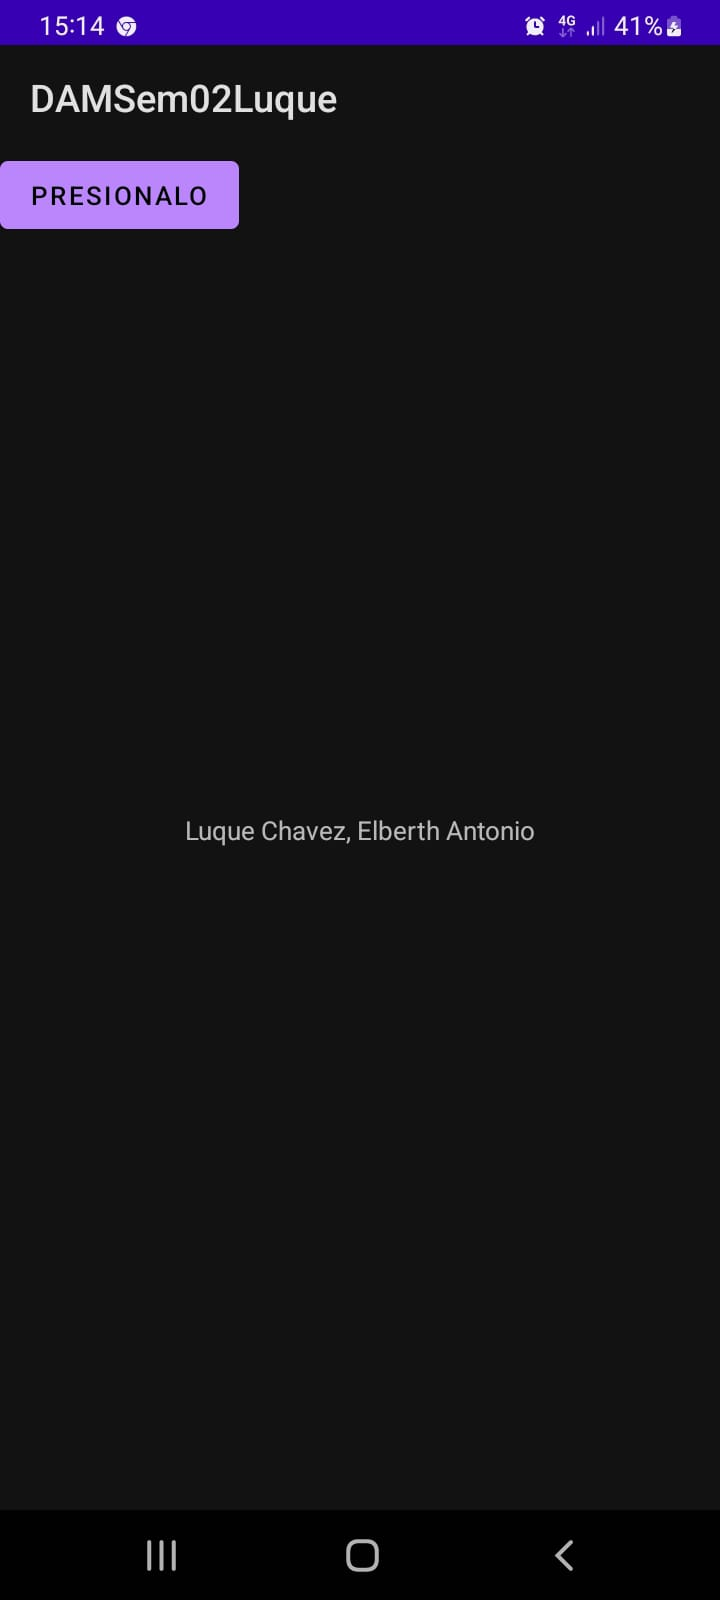 15:14 4G 41%
DAMSem02Luque
PRESIONALO
Luque Chavez, Elberth Antonio